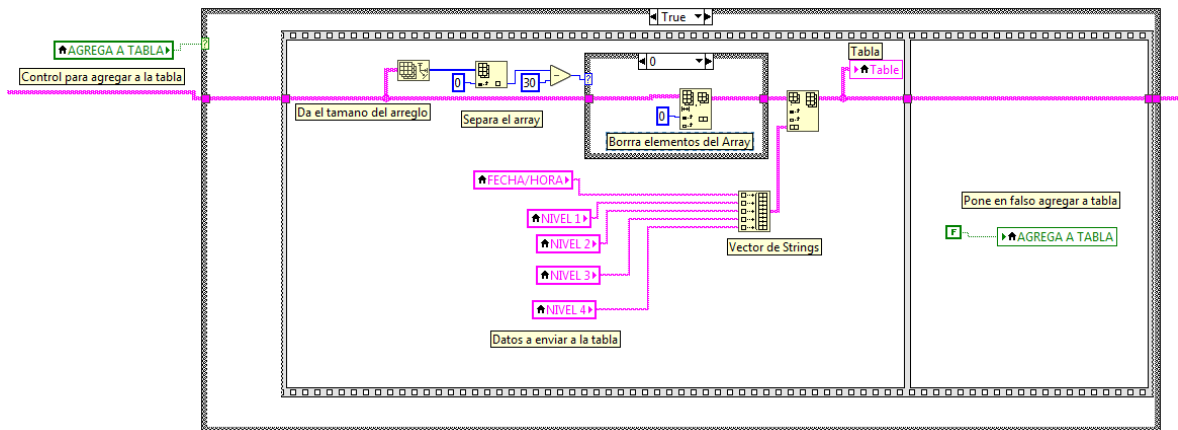 True
AGREGA A TABLA
?
Control para agregar a la tabla
Da el tamano del arreglo
0
Separa el array
30
?
0
0
Borrra elementos del Array
Tabla
Table
FECHA/HORA
NIVEL 1
NIVEL 2
NIVEL 3
NIVEL 4
Vector de Strings
Datos a enviar a la tabla
Pone en falso agregar a tabla
F
AGREGA A TABLA